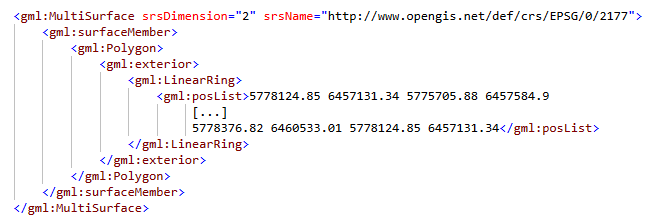 <gml:MultiSurface srsDimension="2" srsName="http://www.opengis.net/def/crs/EPSG/0/2177">
<gml:surfaceMember>
<gml:Polygon>
<gml:exterior>
<gml:LinearRing>
<gml:posList>5778124.85 6457131.34 5775705.88 6457584.9
[...]
5778376.82 6460533.01 5778124.85 6457131.34</gml:posList>
</gml:LinearRing>
</gml:exterior>
</gml:Polygon>
</gml:surfaceMember>
</gml:MultiSurface>